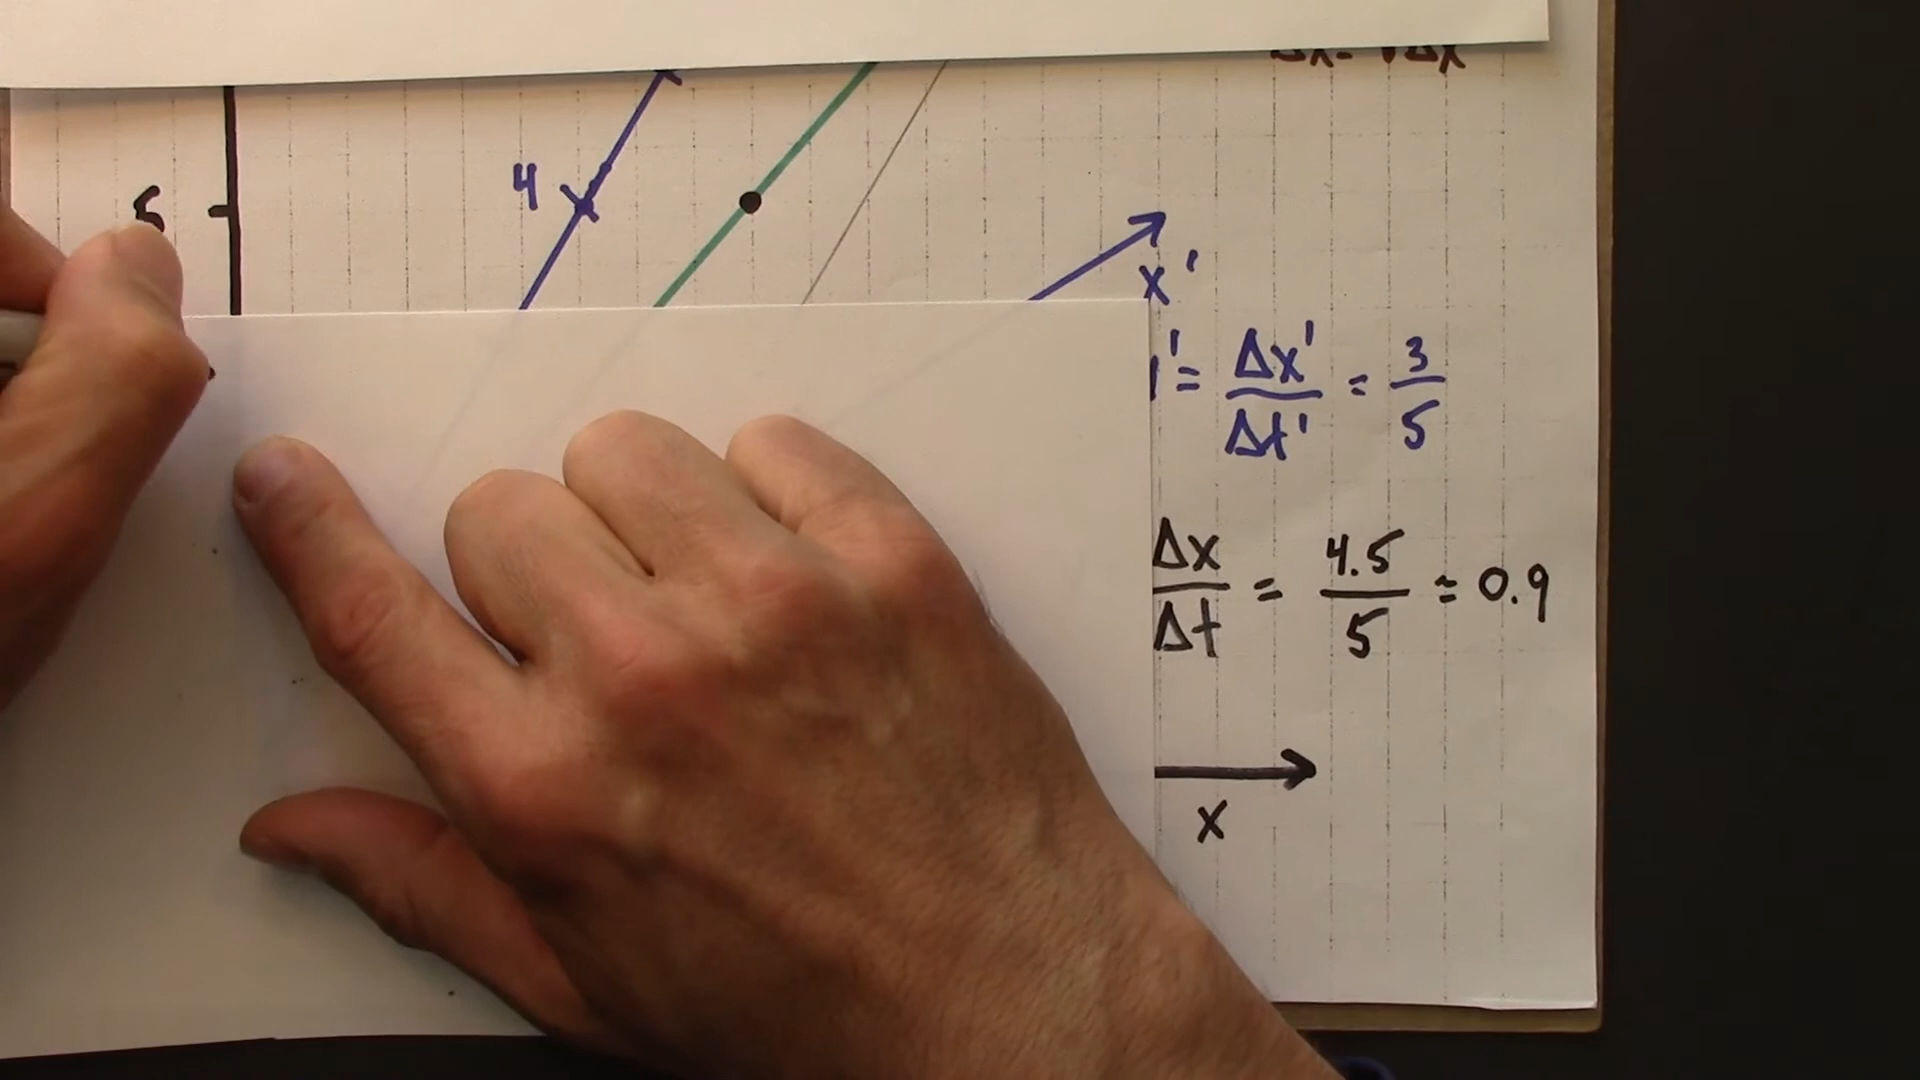 4
5
x'
' = Δx'/Δt' = 3/5
Δx/Δt = 4.5/5 ≈ 0.9
x